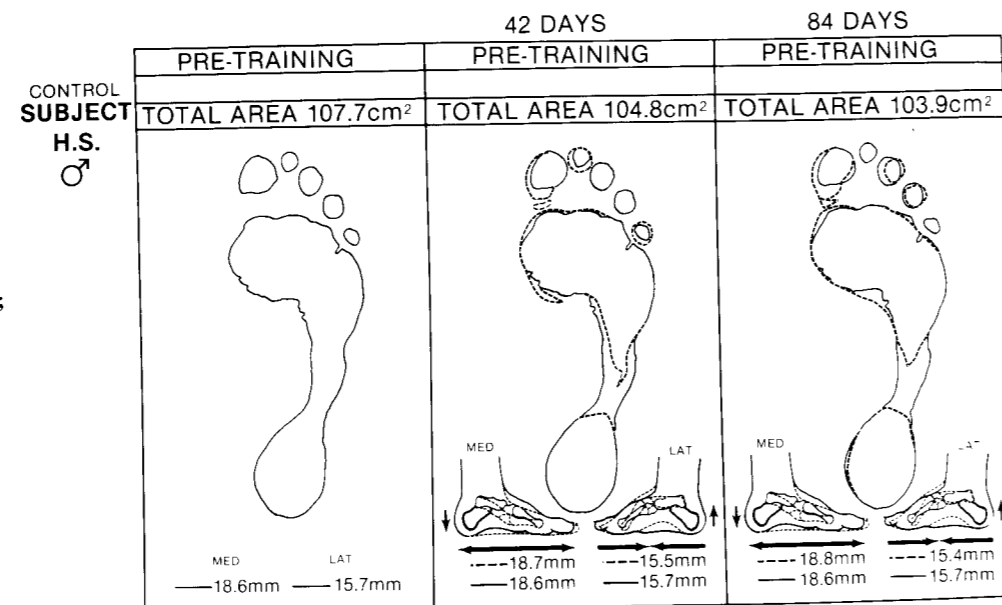 42 DAYS 84 DAYS
PRE-TRAINING PRE-TRAINING PRE-TRAINING
CONTROL
SUBJECT TOTAL AREA 107.7cm² TOTAL AREA 104.8cm² TOTAL AREA 103.9cm²
H.S.
♂
MED LAT MED
MED LAT
18.7mm 15.5mm 18.8mm 15.4mm
18.6mm 15.7mm 18.6mm 15.7mm 18.6mm 15.7mm